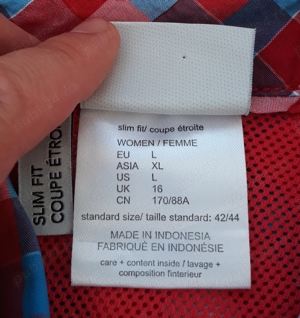 slim fit/ coupe étroite
WOMEN / FEMME
EU L
ASIA XL
US L
UK 16
CN 170/88A
standard size/ taille standard: 42/44
MADE IN INDONESIA
FABRIQUÉ EN INDONÉSIE
care + content inside / lavage +
composition l'interieur
SLIM FIT
COUPE ÉTRO